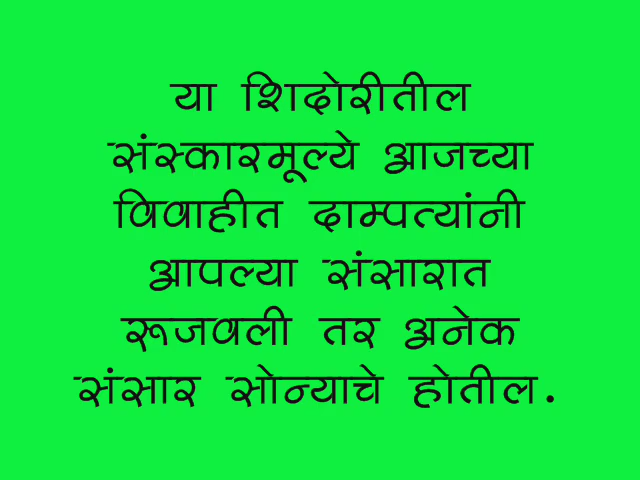 या शिदोरीतील
संस्कारमूल्ये आजच्या
विवाहीत दाम्पत्यांनी
आपल्या संसारात
रूजवली तर अनेक
संसार सोन्याचे होतील.